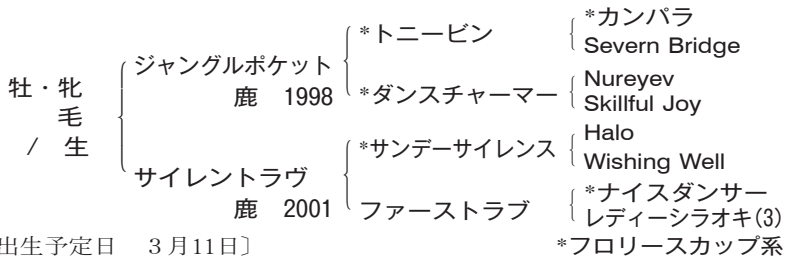 *カンパラ
*トニービン
Severn Bridge
ジャングルポケット
鹿 1998
Nureyev
*ダンスチャーマー
Skillful Joy
牡・牝
毛
/ 生
Halo
*サンデーサイレンス
Wishing Well
サイレントラヴ
鹿 2001
*ナイスダンサー
ファーストラブ
レディーシラオキ(3)
出生予定日 3月11日〕
*フロリースカップ系